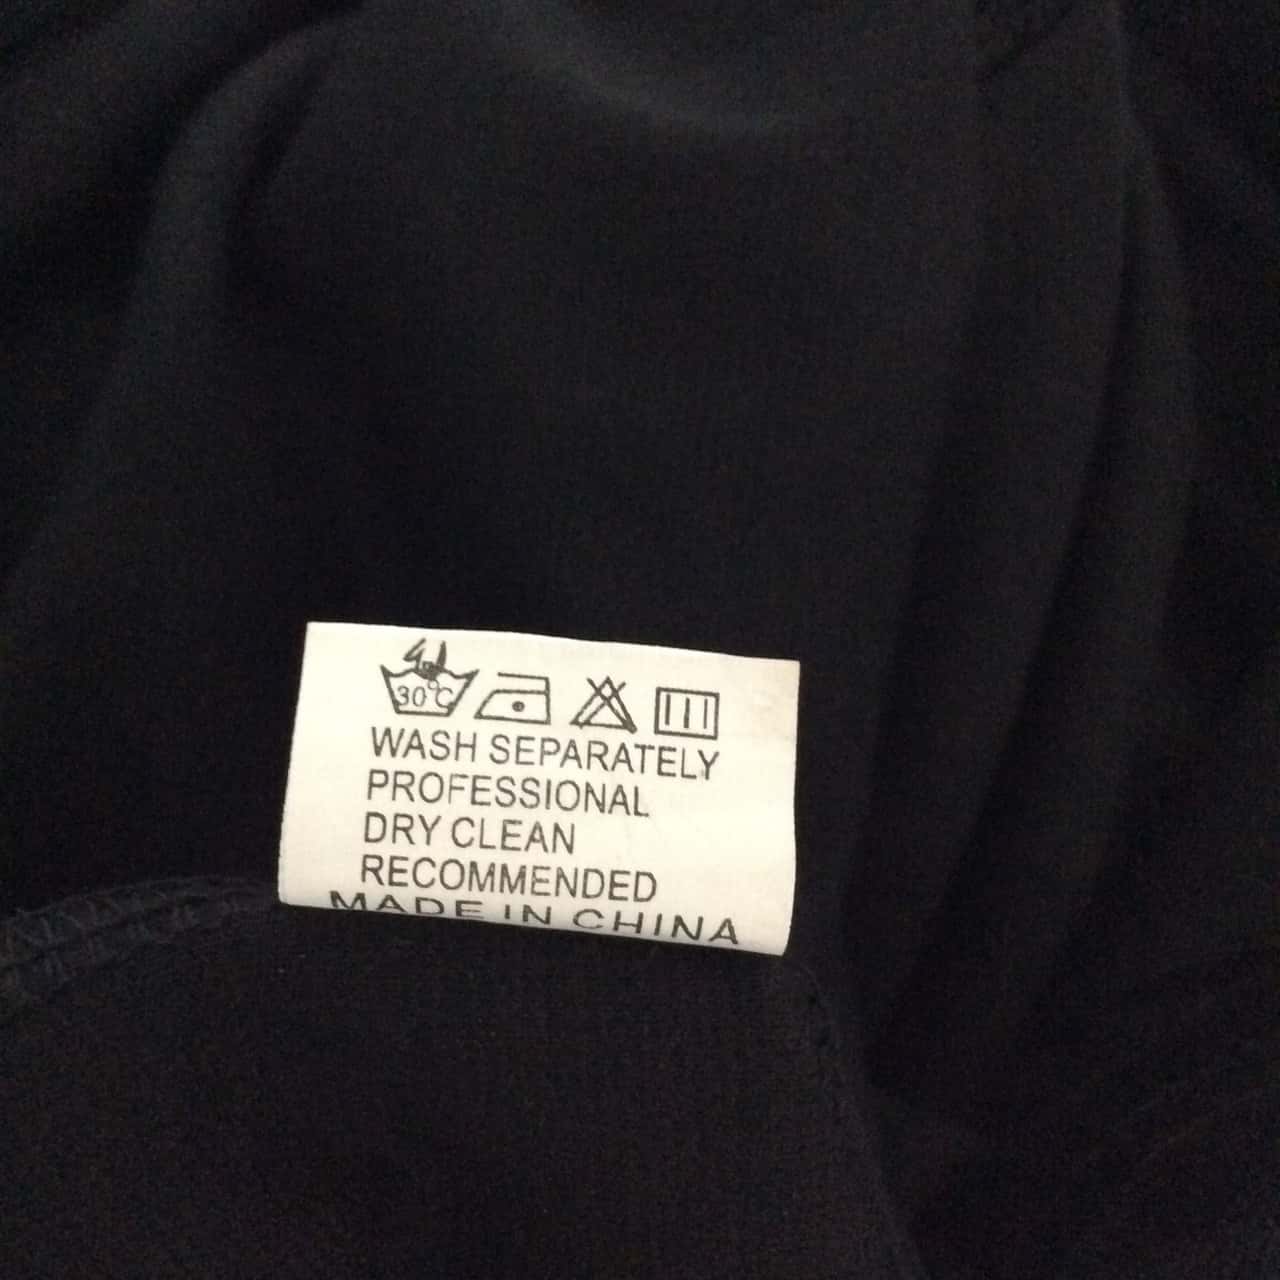 30°C
WASH SEPARATELY
PROFESSIONAL
DRY CLEAN
RECOMMENDED
MADE IN CHINA